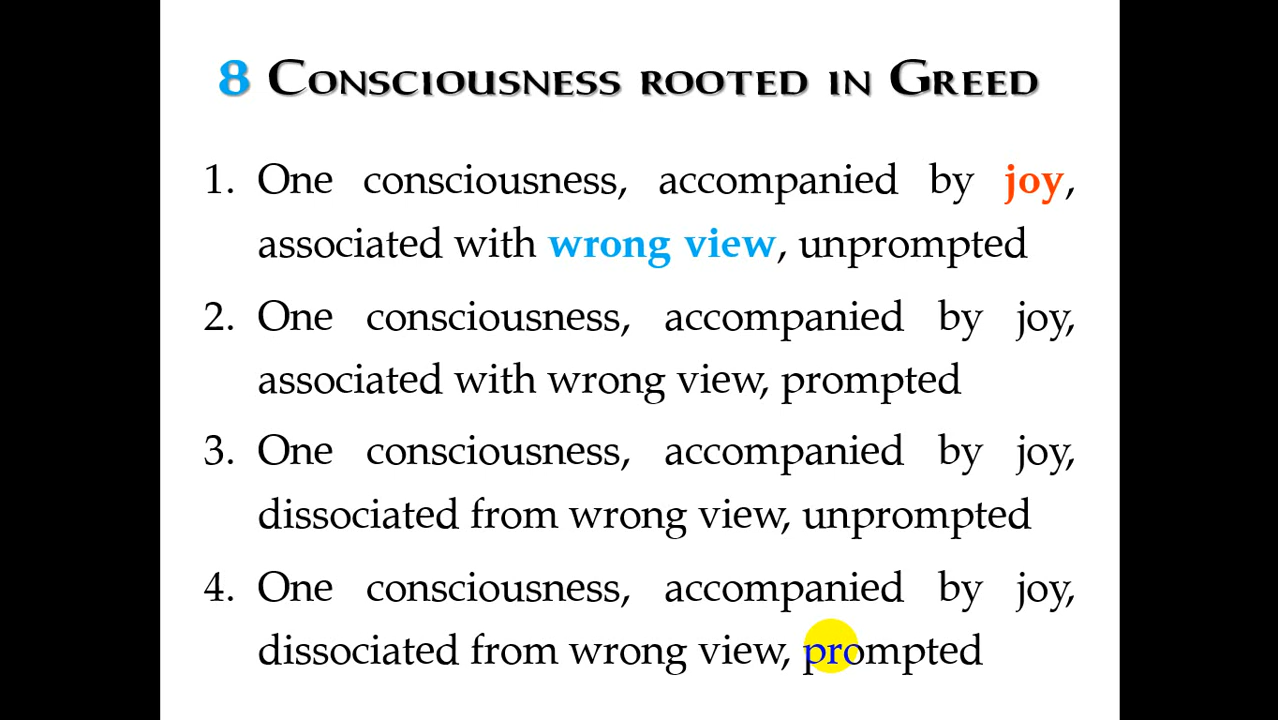 8 Consciousness rooted in Greed
1. One consciousness, accompanied by joy,
associated with wrong view, unprompted
2. One consciousness, accompanied by joy,
associated with wrong view, prompted
3. One consciousness, accompanied by joy,
dissociated from wrong view, unprompted
4. One consciousness, accompanied by joy,
dissociated from wrong view, prompted